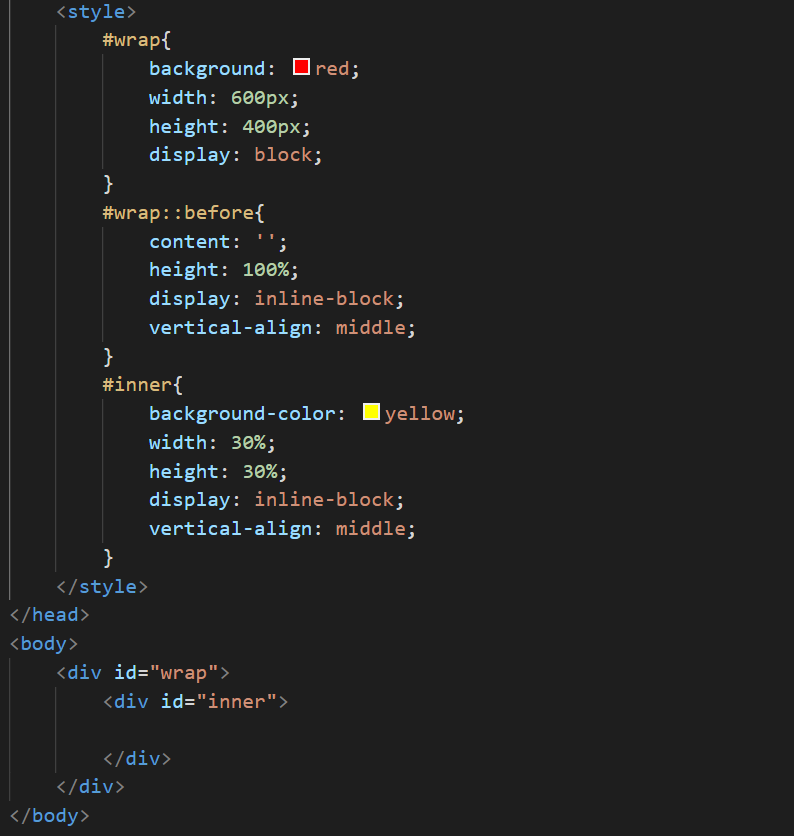 <style>
#wrap{
background: red;
width: 600px;
height: 400px;
display: block;
}
#wrap::before{
content: '';
height: 100%;
display: inline-block;
vertical-align: middle;
}
#inner{
background-color: yellow;
width: 30%;
height: 30%;
display: inline-block;
vertical-align: middle;
}
</style>
</head>
<body>
<div id="wrap">
<div id="inner">
</div>
</div>
</body>